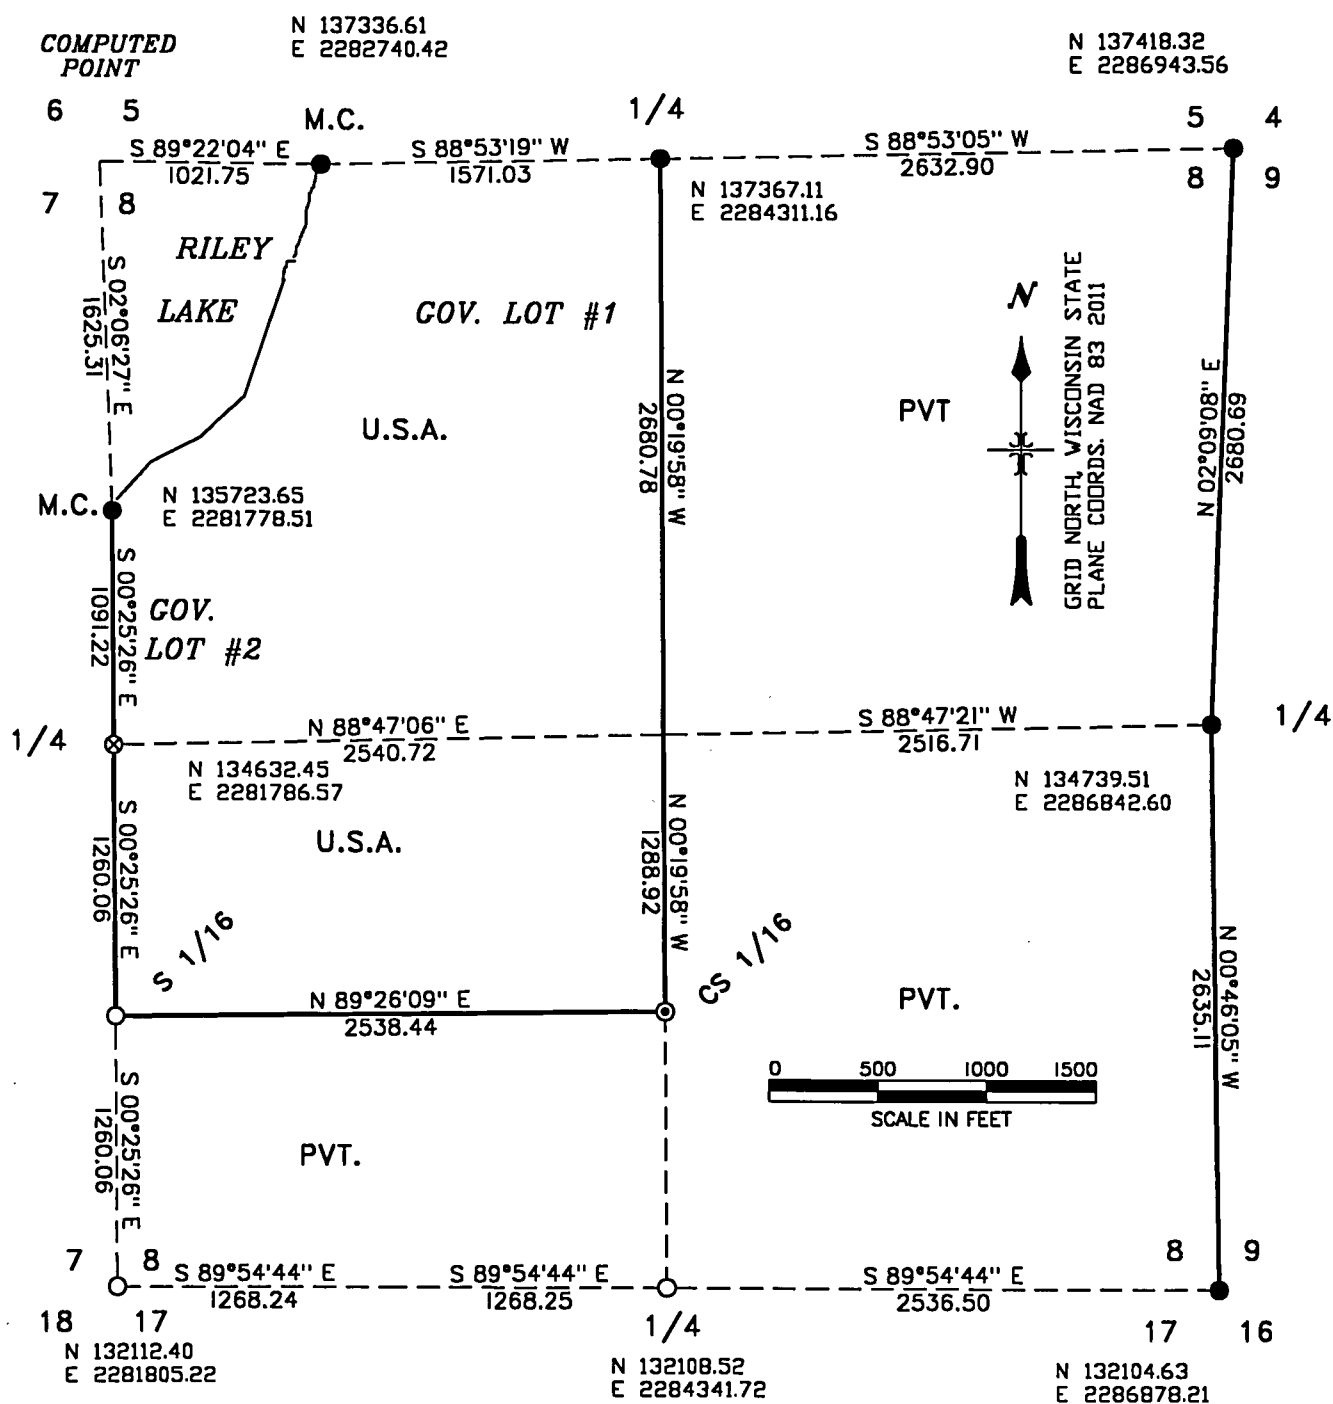 N 137336.61
E 2282740.42
COMPUTED
POINT
N 137418.32
E 2286943.56
6 5
M.C.
1/4
5 4
S 89°22'04" E
1021.75
S 88°53'19" W
1571.03
S 88°53'05" W
2632.90
7 8
8 9
N 137367.11
E 2284311.16
RILEY
LAKE
GOV. LOT #1
S 02°06'27" E
1625.31
U.S.A.
N 00°19'58" W
2680.78
PVT
N
GRID NORTH, WISCONSIN STATE
PLANE COORDS. NAD 83 2011
N 02°09'08" E
2680.69
M.C.
N 135723.65
E 2281778.51
S 00°25'26" E
1091.22
GOV.
LOT #2
1/4
N 88°47'06" E
2540.72
S 88°47'21" W
2516.71
1/4
N 134632.45
E 2281786.57
N 134739.51
E 2286842.60
S 00°25'26" E
1260.06
U.S.A.
N 00°19'58" W
1288.92
S 1/16
CS 1/16
N 89°26'09" E
2538.44
PVT.
N 00°46'05" W
2635.11
0 500 1000 1500
SCALE IN FEET
S 00°25'26" E
1260.06
PVT.
7 8
8 9
S 89°54'44" E
1268.24
S 89°54'44" E
1268.25
S 89°54'44" E
2536.50
18 17
1/4
17 16
N 132112.40
E 2281805.22
N 132108.52
E 2284341.72
N 132104.63
E 2286878.21